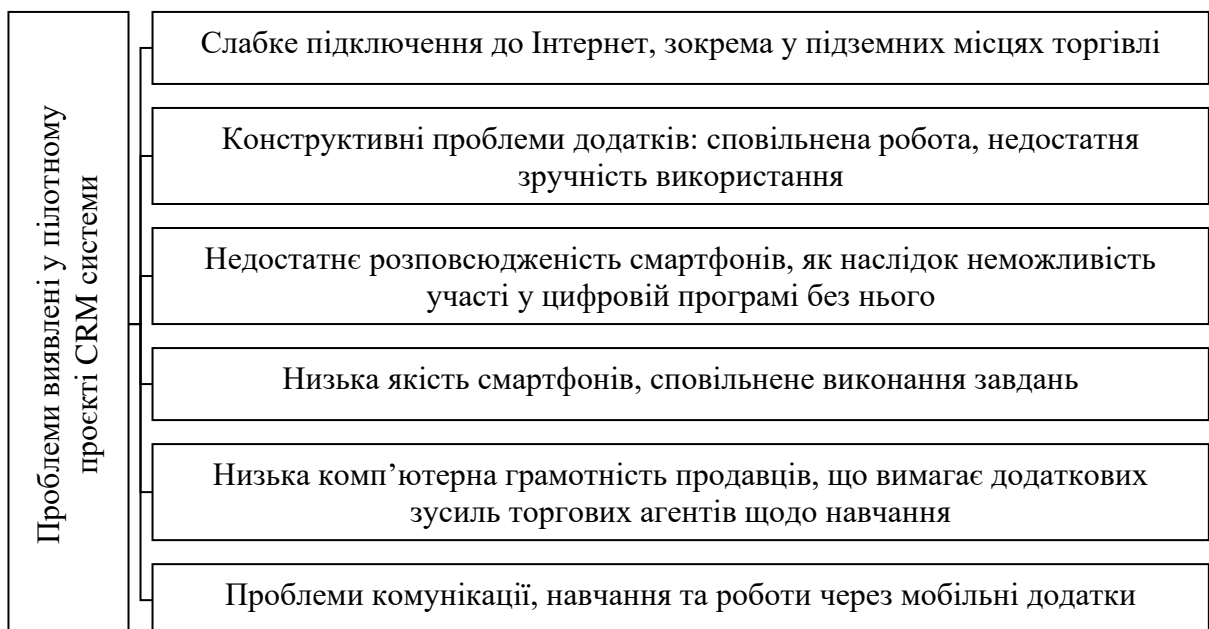 Проблеми виявлені у пілотному
проєкті CRM системи
Слабке підключення до Інтернет, зокрема у підземних місцях торгівлі
Конструктивні проблеми додатків: сповільнена робота, недостатня
зручність використання
Недостатнє розповсюдженість смартфонів, як наслідок неможливість
участі у цифровій програмі без нього
Низька якість смартфонів, сповільнене виконання завдань
Низька комп’ютерна грамотність продавців, що вимагає додаткових
зусиль торгових агентів щодо навчання
Проблеми комунікації, навчання та роботи через мобільні додатки